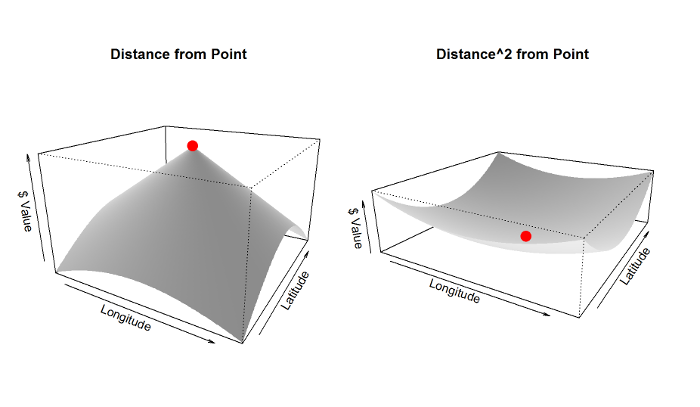 Distance from Point
Distance^2 from Point
$ Value
Longitude
Latitude
$ Value
Longitude
Latitude